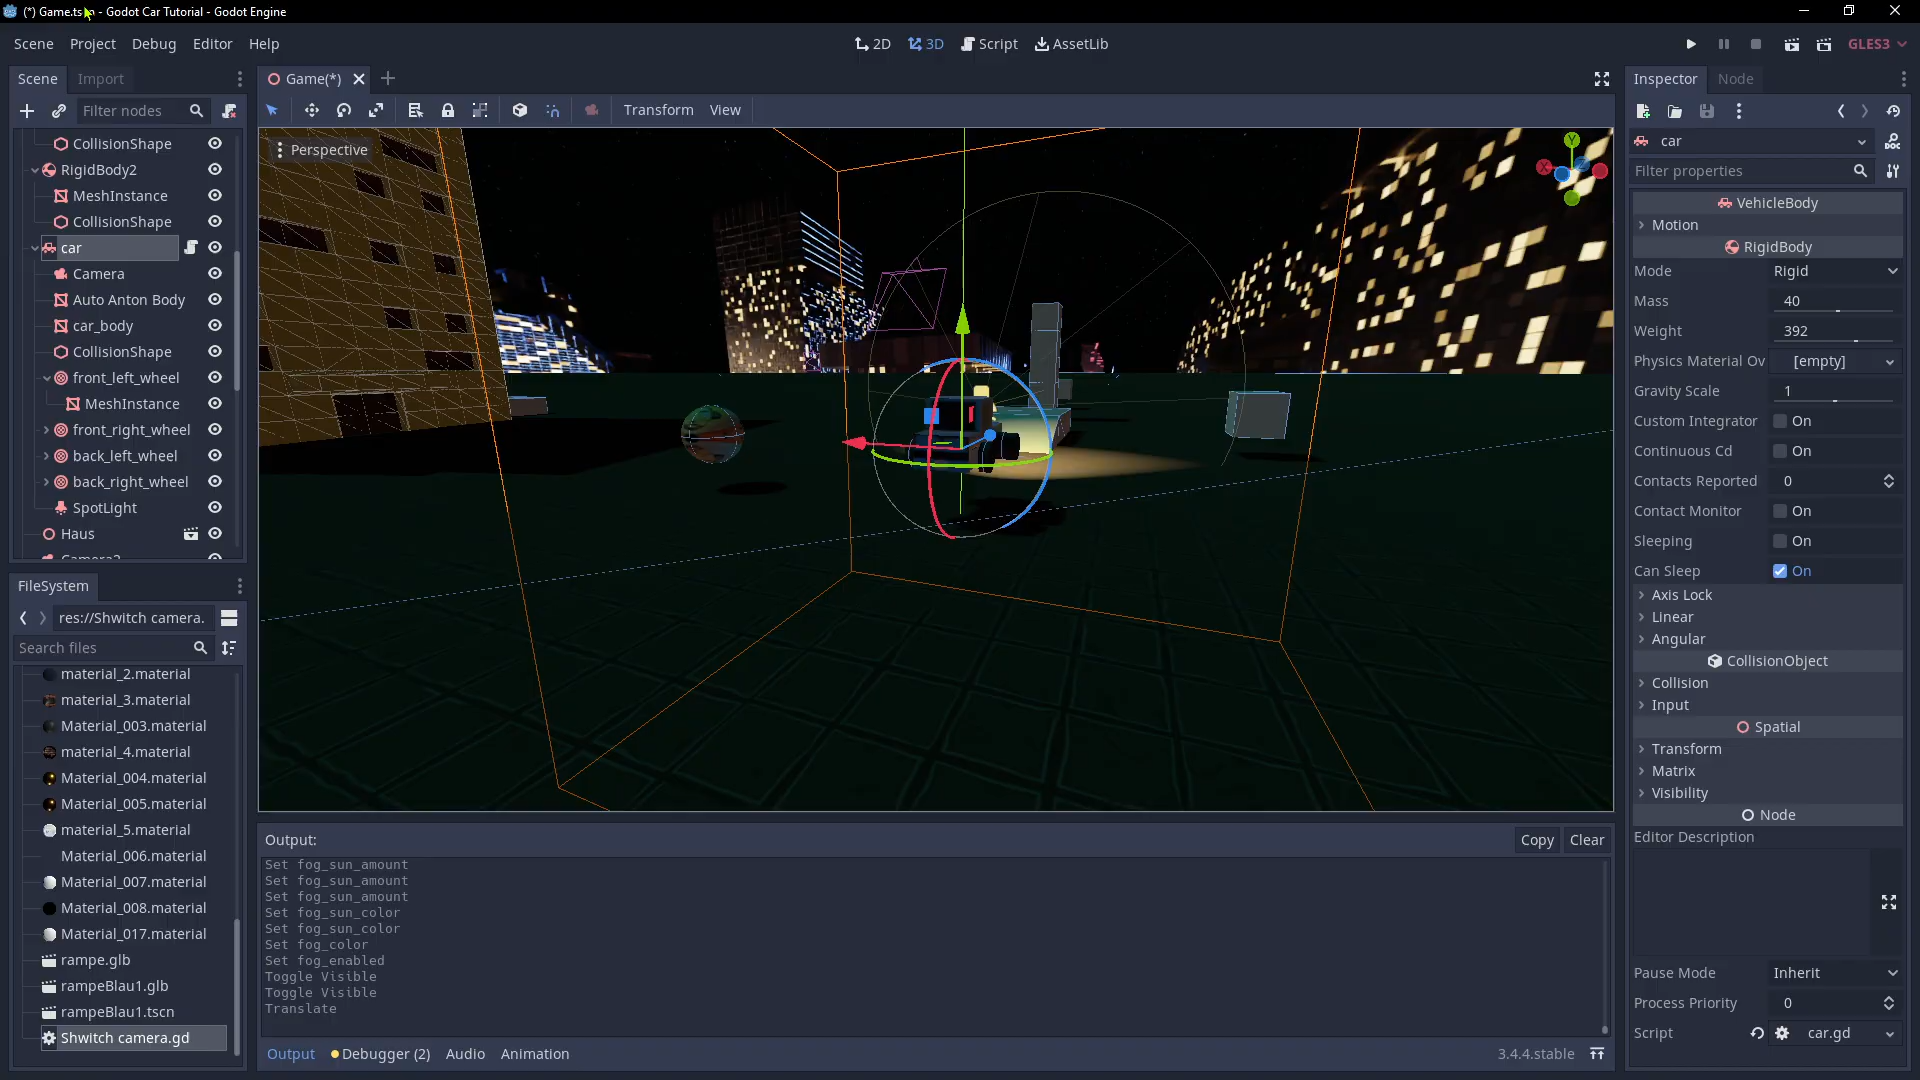 (*) Game.ts - Godot Car Tutorial - Godot Engine
Scene Project Debug Editor Help
2D 3D Script AssetLib
GLES3
Scene Import
Filter nodes
CollisionShape
RigidBody2
MeshInstance
CollisionShape
car
Camera
Auto Anton Body
car_body
CollisionShape
front_left_wheel
MeshInstance
front_right_wheel
back_left_wheel
back_right_wheel
SpotLight
Haus
FileSystem
res://Shwitch camera.
Search files
material_2.material
material_3.material
Material_003.material
material_4.material
Material_004.material
Material_005.material
material_5.material
Material_006.material
Material_007.material
Material_008.material
Material_017.material
rampe.glb
rampeBlau1.glb
rampeBlau1.tscn
Shwitch camera.gd
Game(*)
Transform View
Perspective
Y
Output:
Copy Clear
Set fog_sun_amount
Set fog_sun_amount
Set fog_sun_amount
Set fog_sun_color
Set fog_sun_color
Set fog_color
Set fog_enabled
Toggle Visible
Toggle Visible
Translate
Output Debugger (2) Audio Animation
3.4.4.stable
Inspector Node
car
Filter properties
VehicleBody
Motion
RigidBody
Mode Rigid
Mass 40
Weight 392
Physics Material Ov [empty]
Gravity Scale 1
Custom Integrator On
Continuous Cd On
Contacts Reported 0
Contact Monitor On
Sleeping On
Can Sleep On
Axis Lock
Linear
Angular
CollisionObject
Collision
Input
Spatial
Transform
Matrix
Visibility
Node
Editor Description
Pause Mode Inherit
Process Priority 0
Script car.gd